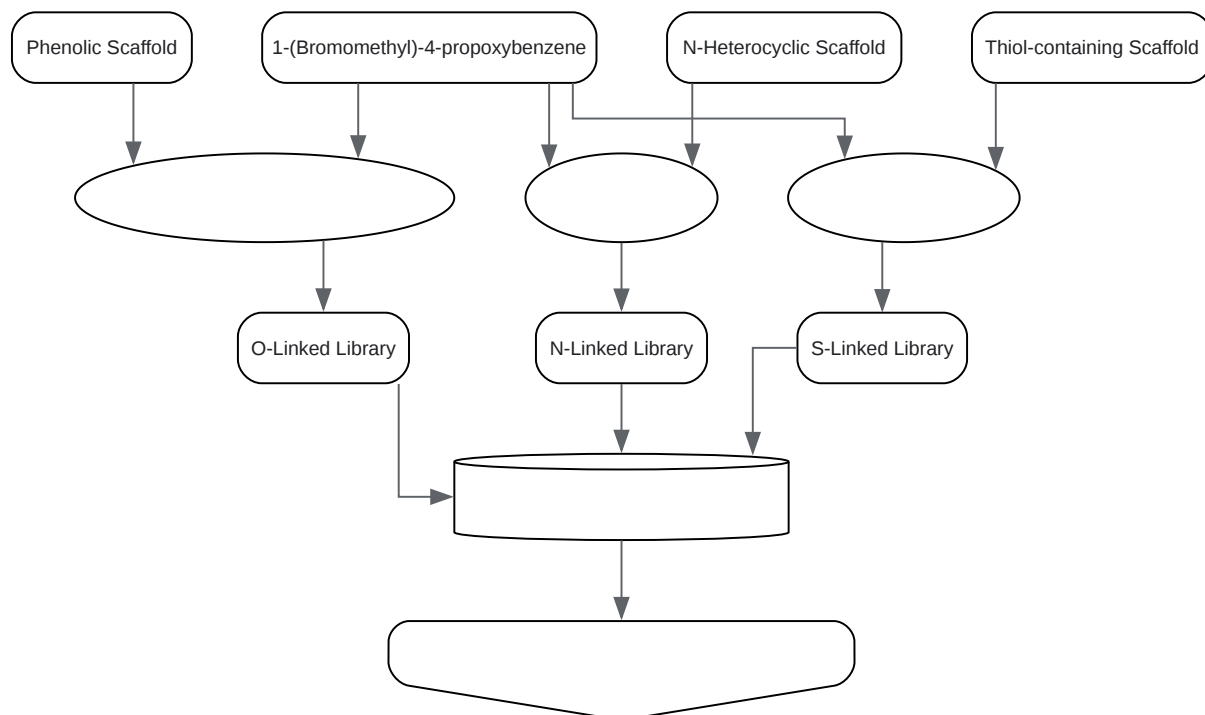 Phenolic Scaffold
1-(Bromomethyl)-4-propoxybenzene
N-Heterocyclic Scaffold
Thiol-containing Scaffold
O-Linked Library
N-Linked Library
S-Linked Library